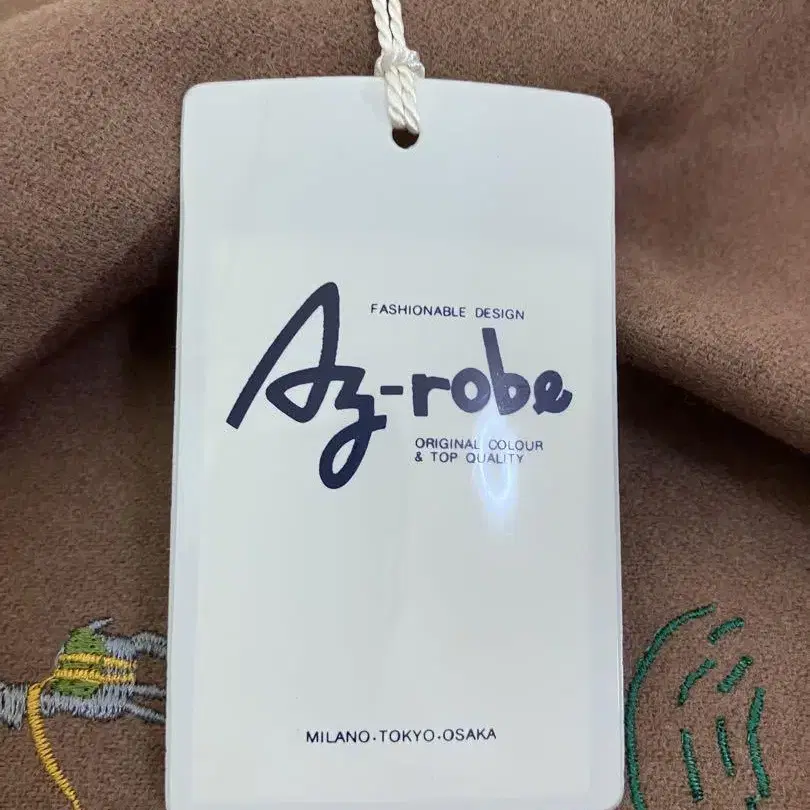 FASHIONABLE DESIGN
Az-robe
ORIGINAL COLOUR
& TOP QUALITY
MILANO·TOKYO·OSAKA